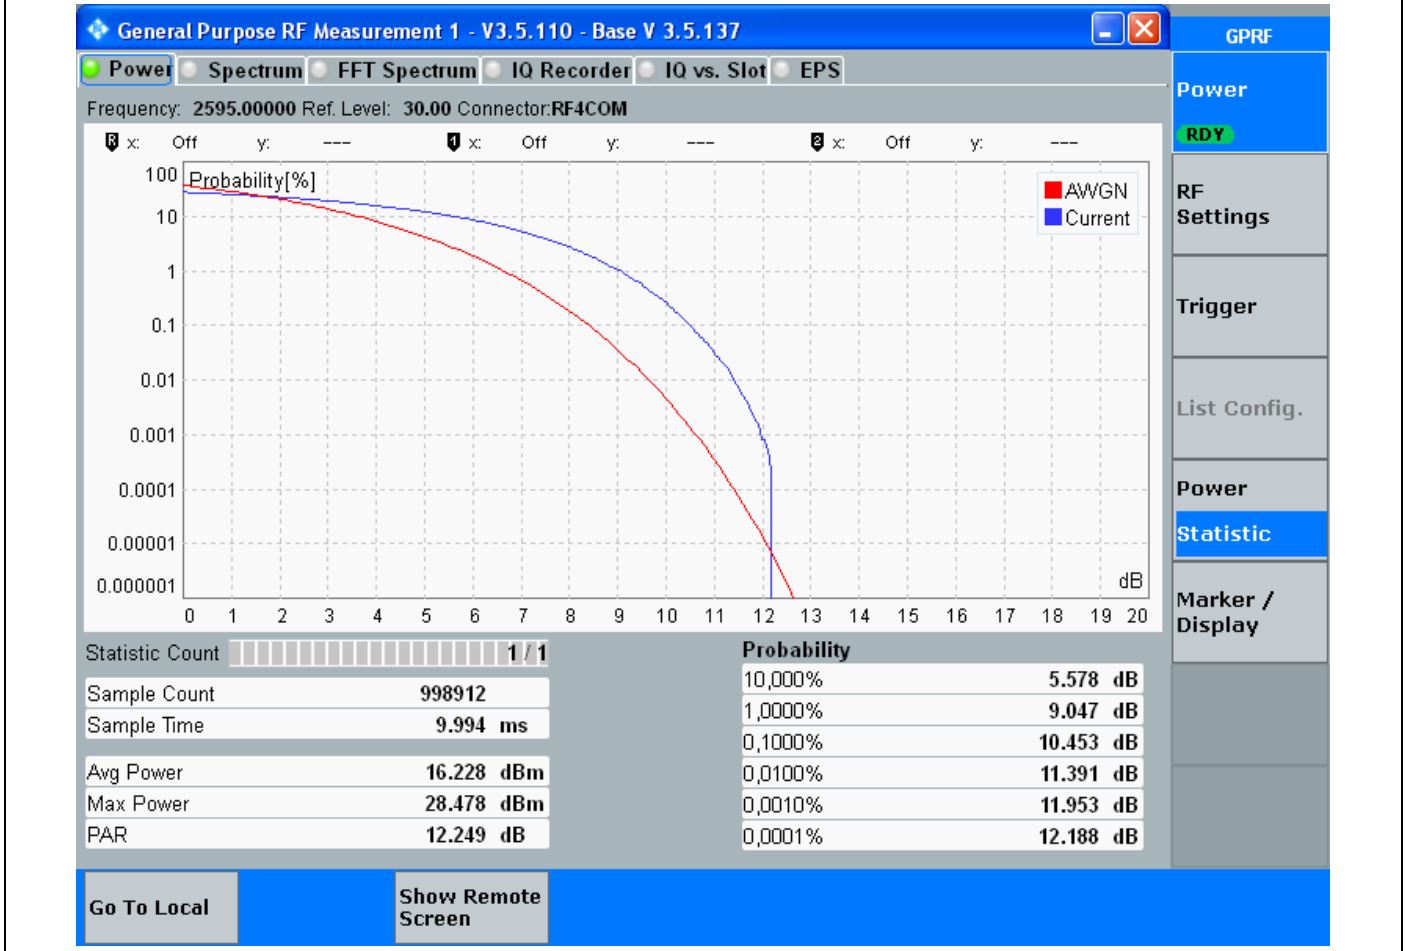 General Purpose RF Measurement 1 - V3.5.110 - Base V 3.5.137
GPRF
Power Spectrum FFT Spectrum IQ Recorder IQ vs. Slot EPS
Frequency: 2595.00000 Ref. Level: 30.00 Connector:RF4COM
R x: Off y: --- 1 x: Off y: --- 2 x: Off y: ---
Probability[%]
AWGN
Current
100
10
1
0.1
0.01
0.001
0.0001
0.00001
0.000001
dB
0 1 2 3 4 5 6 7 8 9 10 11 12 13 14 15 16 17 18 19 20
Statistic Count 1 / 1
Sample Count 998912
Sample Time 9.994 ms
Avg Power 16.228 dBm
Max Power 28.478 dBm
PAR 12.249 dB
Probability
10,000% 5.578 dB
1,0000% 9.047 dB
0,1000% 10.453 dB
0,0100% 11.391 dB
0,0010% 11.953 dB
0,0001% 12.188 dB
Power
RDY
RF
Settings
Trigger
List Config.
Power
Statistic
Marker /
Display
Go To Local
Show Remote
Screen